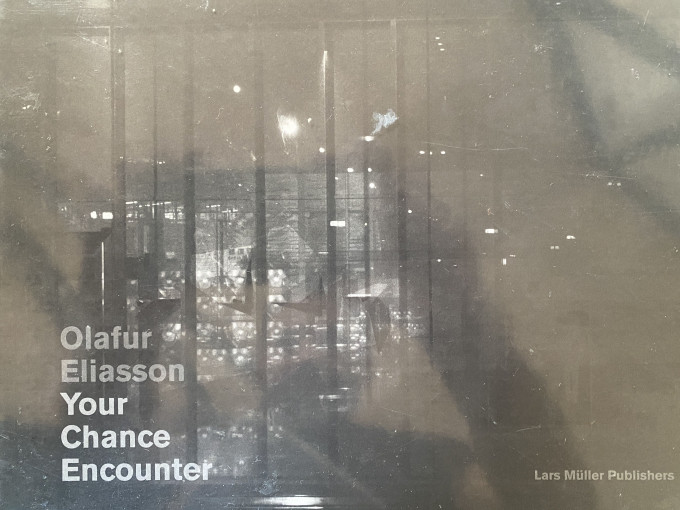 Olafur
Eliasson
Your
Chance
Encounter
Lars Müller Publishers